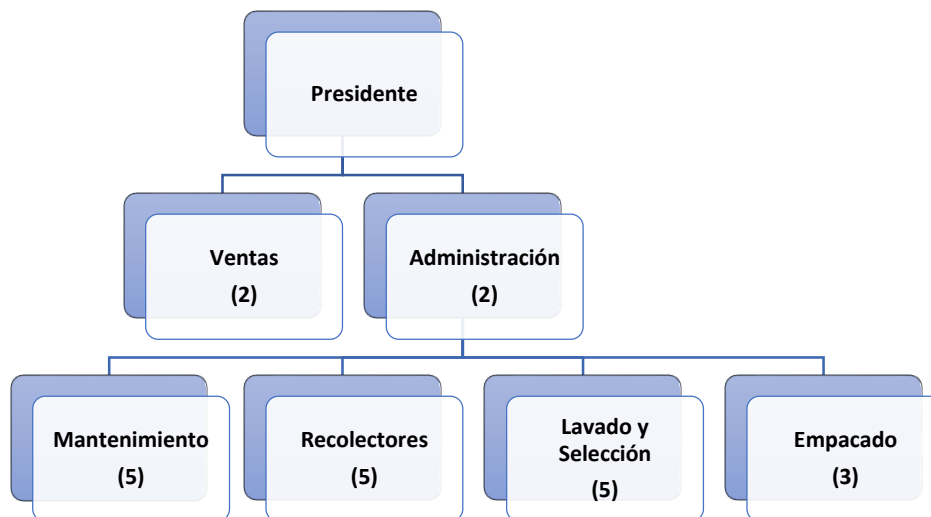 Presidente
Ventas
(2)
Administración
(2)
Mantenimiento
(5)
Recolectores
(5)
Lavado y
Selección
(5)
Empacado
(3)